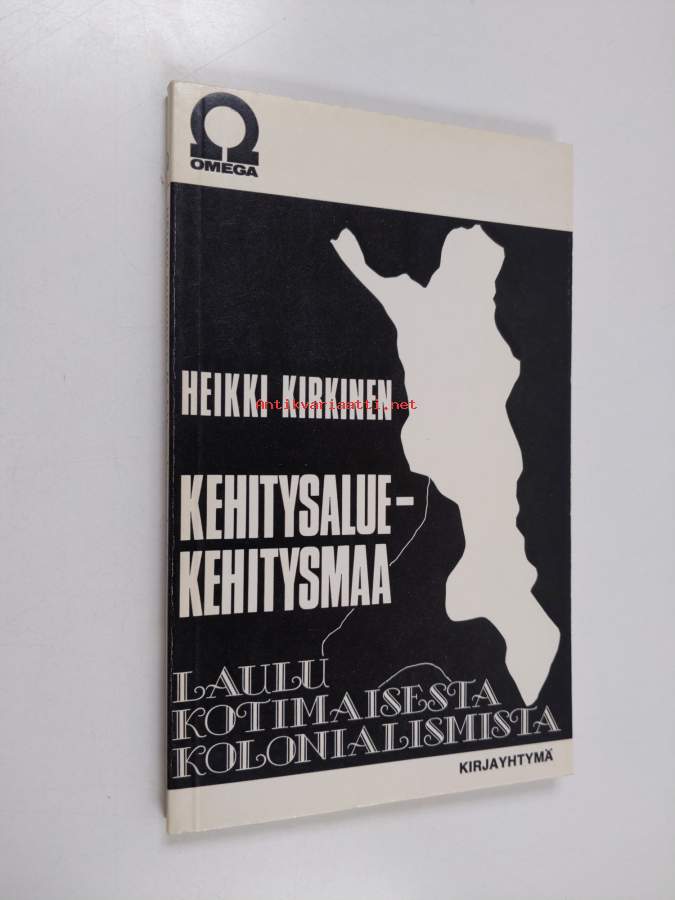 OMEGA
HEIKKI KIRKINEN
Antikvariaatti.net
KEHITYSALUE-
KEHITYSMAA
LAULU
KOTIMAISESTA
KOLONIALISMISTA
KIRJAYHTYMÄ